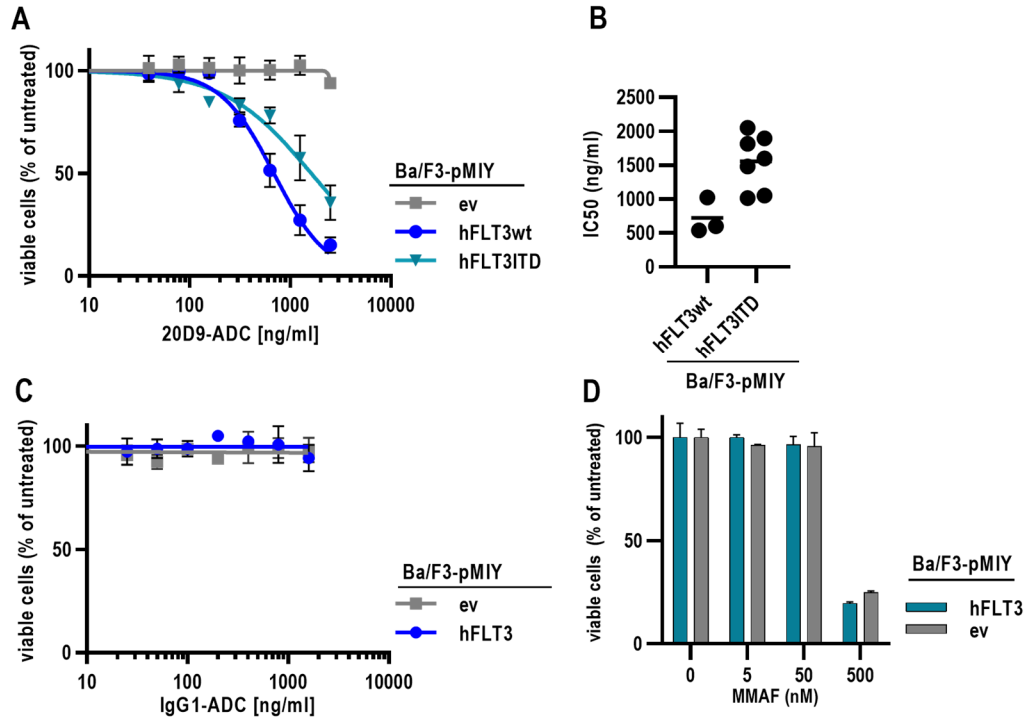 A
viable cells (% of untreated)
100
50
0
10
100
1000
10000
20D9-ADC [ng/ml]
Ba/F3-pMIY
ev
hFLT3wt
hFLT3ITD
B
IC50 (ng/ml)
2500
2000
1500
1000
500
0
hFLT3wt
hFLT3ITD
Ba/F3-pMIY
C
viable cells (% of untreated)
100
50
0
10
100
1000
10000
IgG1-ADC [ng/ml]
Ba/F3-pMIY
ev
hFLT3
D
viable cells (% of untreated)
100
50
0
0
5
50
500
MMAF (nM)
Ba/F3-pMIY
hFLT3
ev